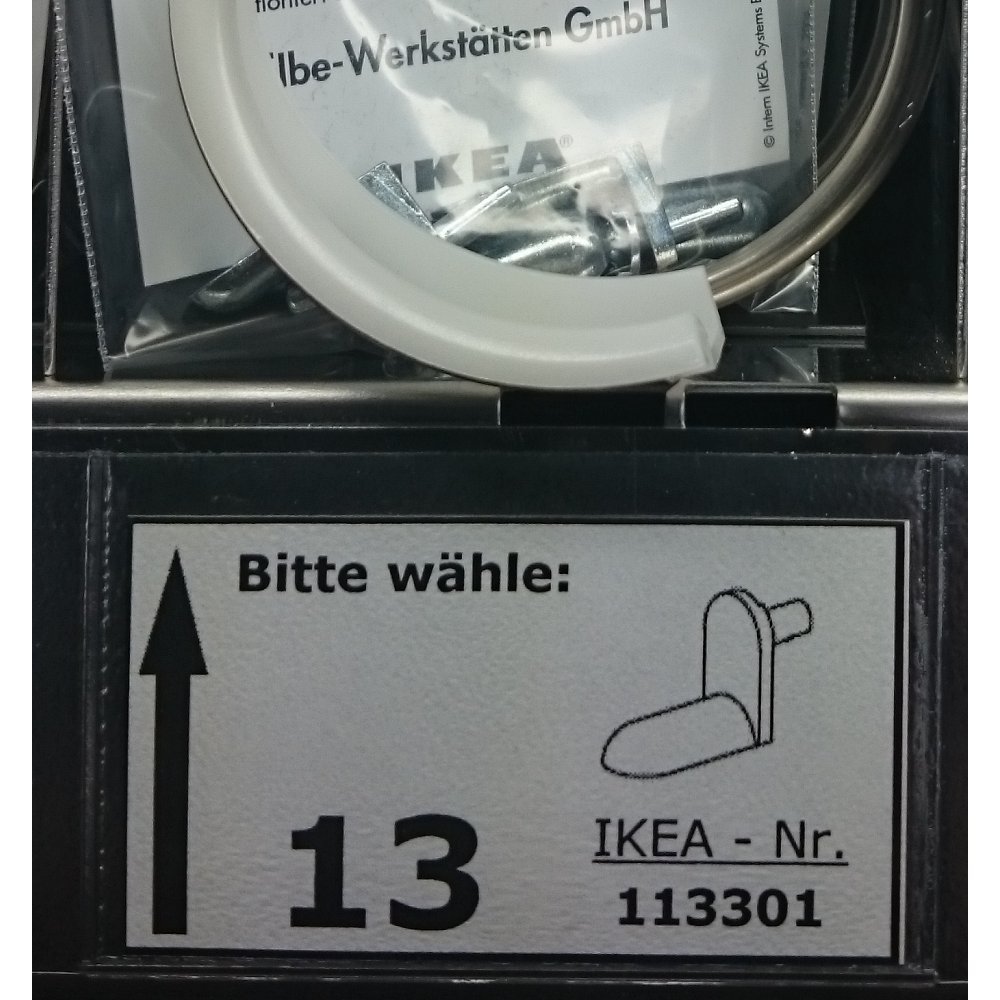 lbe-Werkstätten GmbH
IKEA®
© Inter IKEA Systems
Bitte wähle:
13
IKEA - Nr.
113301